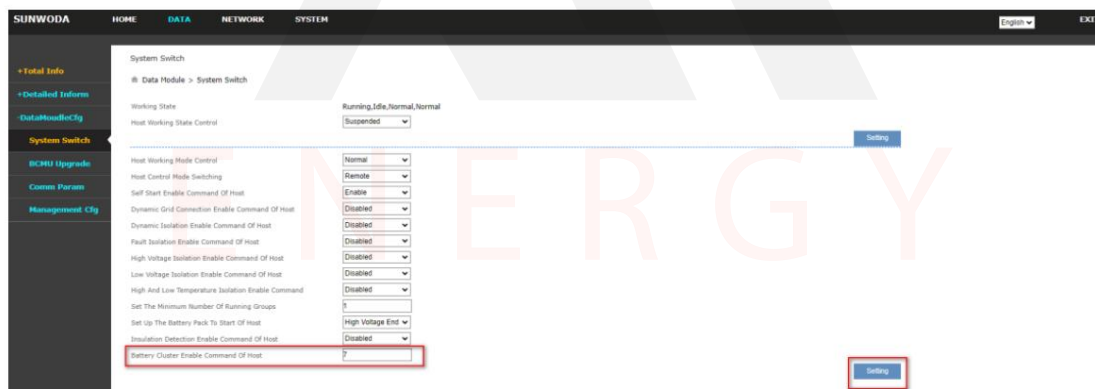 SUNWODA HOME DATA NETWORK SYSTEM English EXIT
System Switch
+Total Info
Data Module > System Switch
+Detailed Inform
Working State Running,Idle,Normal,Normal
-DataMoudleCfg
Host Working State Control Suspended
System Switch
Setting
BCMU Upgrade
Host Working Mode Control Normal
Host Control Mode Switching Remote
Comm Param
Self Start Enable Command Of Host Enable
Management Cfg
Dynamic Grid Connection Enable Command Of Host Disabled
Dynamic Isolation Enable Command Of Host Disabled
Fault Isolation Enable Command Of Host Disabled
High Voltage Isolation Enable Command Of Host Disabled
Low Voltage Isolation Enable Command Of Host Disabled
High And Low Temperature Isolation Enable Command Disabled
Set The Minimum Number Of Running Groups 1
Set Up The Battery Pack To Start Of Host High Voltage End
Insulation Detection Enable Command Of Host Disabled
Battery Cluster Enable Command Of Host 7
Setting
ENERGY